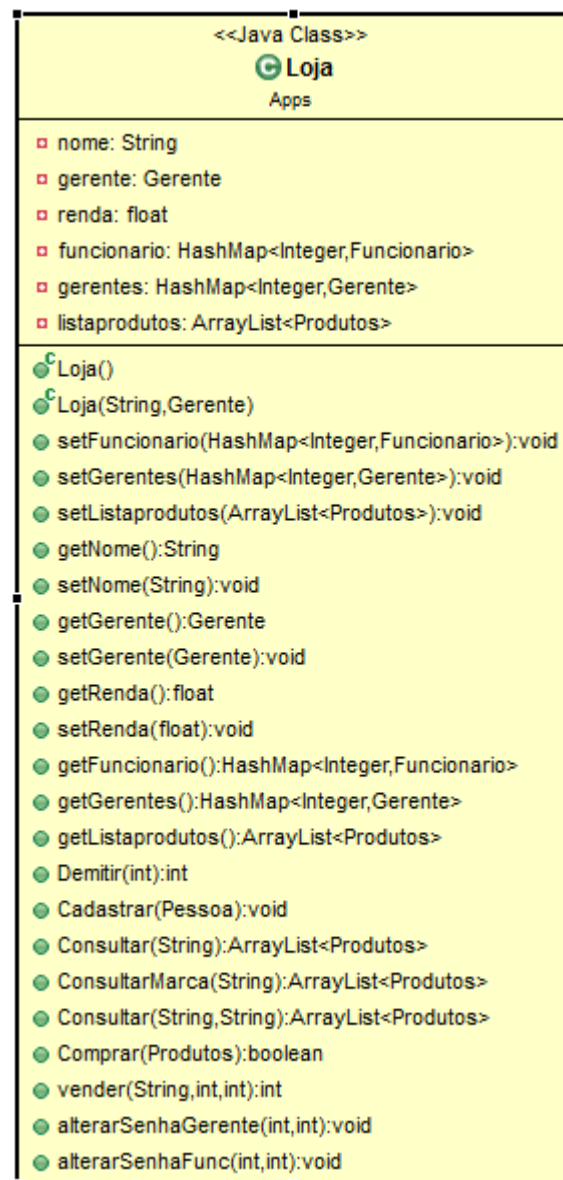 <<Java Class>>
C Loja
Apps
nome: String
gerente: Gerente
renda: float
funcionario: HashMap<Integer,Funcionario>
gerentes: HashMap<Integer,Gerente>
listaprodutos: ArrayList<Produtos>
C Loja()
C Loja(String,Gerente)
setFuncionario(HashMap<Integer,Funcionario>):void
setGerentes(HashMap<Integer,Gerente>):void
setListaprodutos(ArrayList<Produtos>):void
getNome():String
setNome(String):void
getGerente():Gerente
setGerente(Gerente):void
getRenda():float
setRenda(float):void
getFuncionario():HashMap<Integer,Funcionario>
getGerentes():HashMap<Integer,Gerente>
getListaprodutos():ArrayList<Produtos>
Demitir(int):int
Cadastrar(Pessoa):void
Consultar(String):ArrayList<Produtos>
ConsultarMarca(String):ArrayList<Produtos>
Consultar(String,String):ArrayList<Produtos>
Comprar(Produtos):boolean
vender(String,int,int):int
alterarSenhaGerente(int,int):void
alterarSenhaFunc(int,int):void